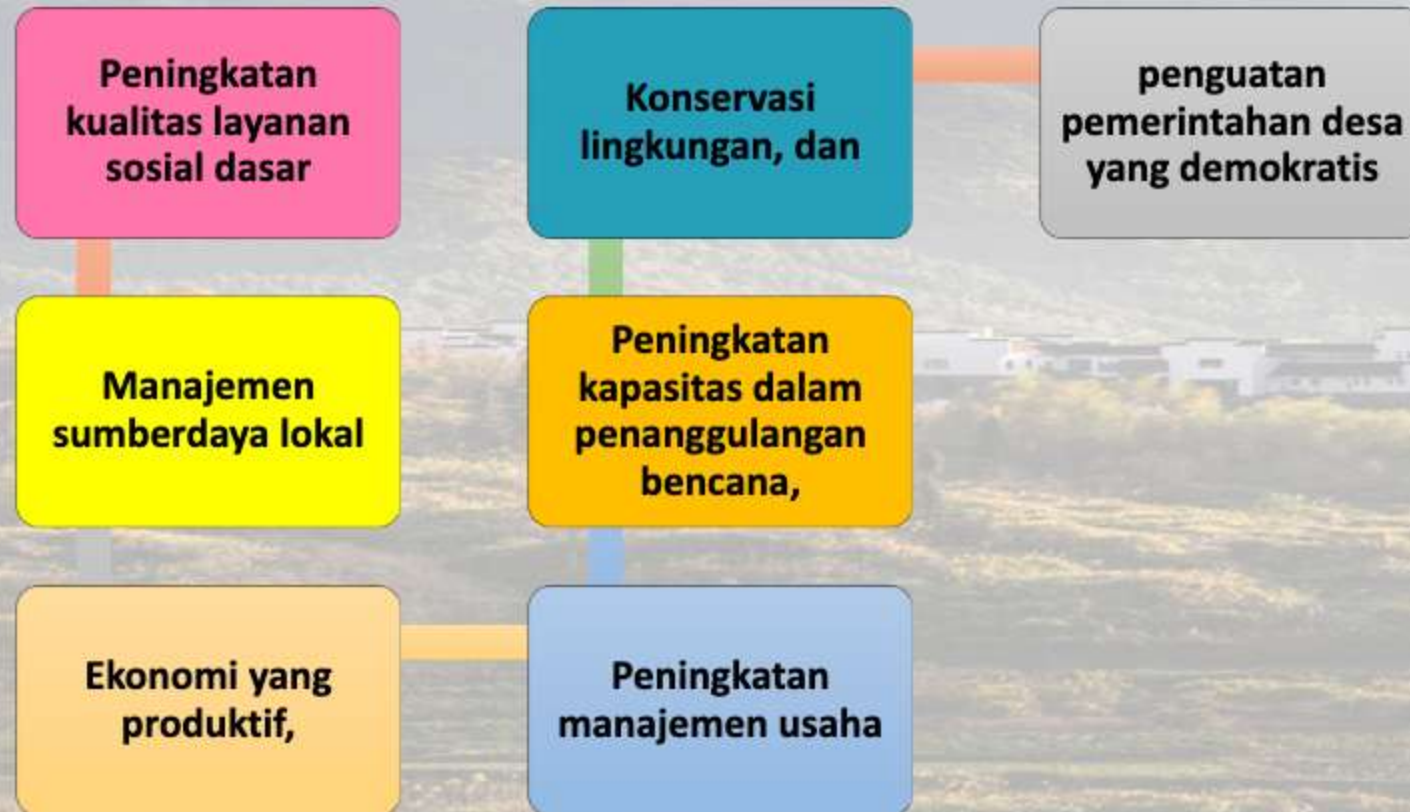 Peningkatan
kualitas layanan
sosial dasar
Manajemen
sumberdaya lokal
Ekonomi yang
produktif,
Peningkatan
manajemen usaha
Peningkatan
kapasitas dalam
penanggulangan
bencana,
Konservasi
lingkungan, dan
penguatan
pemerintahan desa
yang demokratis